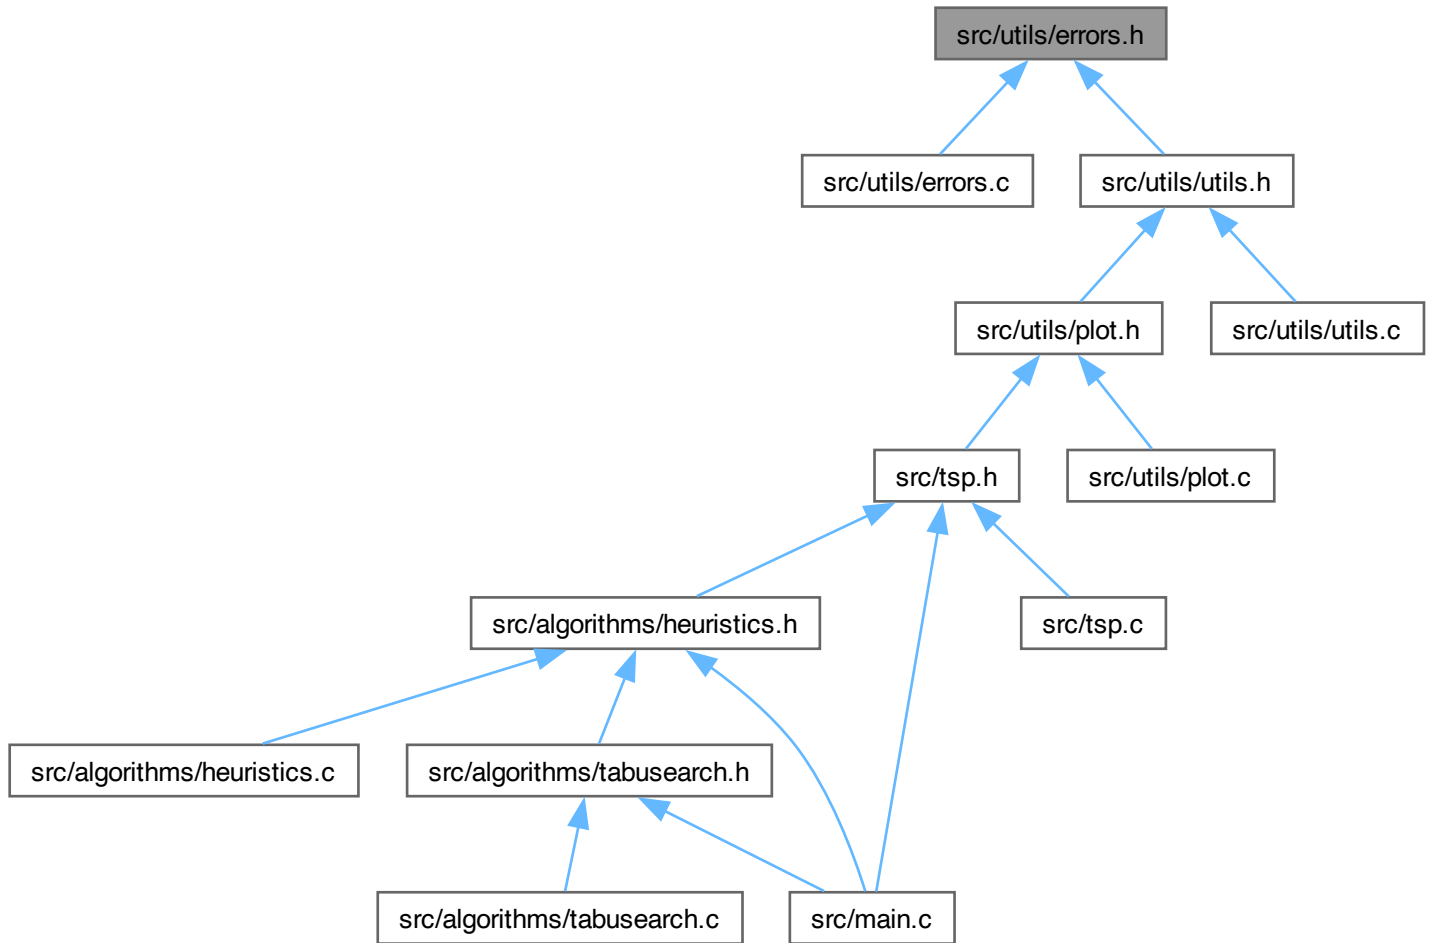 src/utils/errors.h
src/utils/errors.c
src/utils/utils.h
src/utils/plot.h
src/utils/utils.c
src/tsp.h
src/utils/plot.c
src/algorithms/heuristics.h
src/tsp.c
src/algorithms/heuristics.c
src/algorithms/tabusearch.h
src/algorithms/tabusearch.c
src/main.c